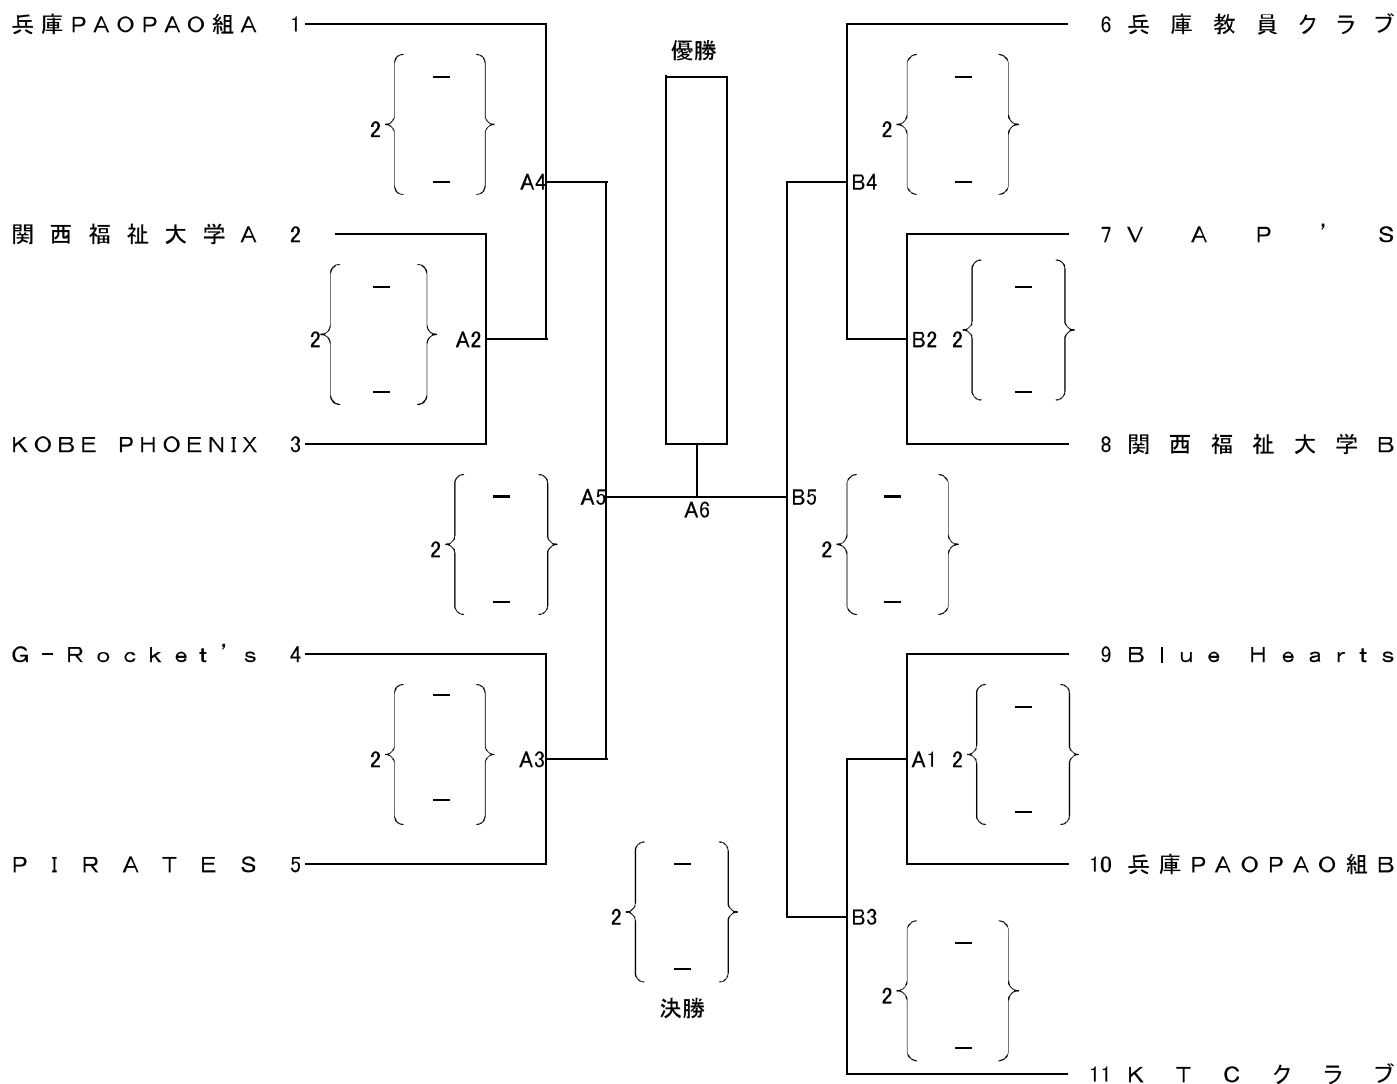 兵庫PAOPAO組A 1
6 兵庫教員クラブ
優勝
2 { － － }
2 { － － }
A4
B4
関西福祉大学A 2
7 VAP’S
2 { － － }
A2
B2
2 { － － }
KOBE PHOENIX 3
8 関西福祉大学B
A5
A6
B5
2 { － － }
2 { － － }
G－Rocket’s 4
9 Blue Hearts
2 { － － }
A3
A1
2 { － － }
PIRATES 5
10 兵庫PAOPAO組B
2 { － － }
B3
2 { － － }
決勝
11 KTCクラブ